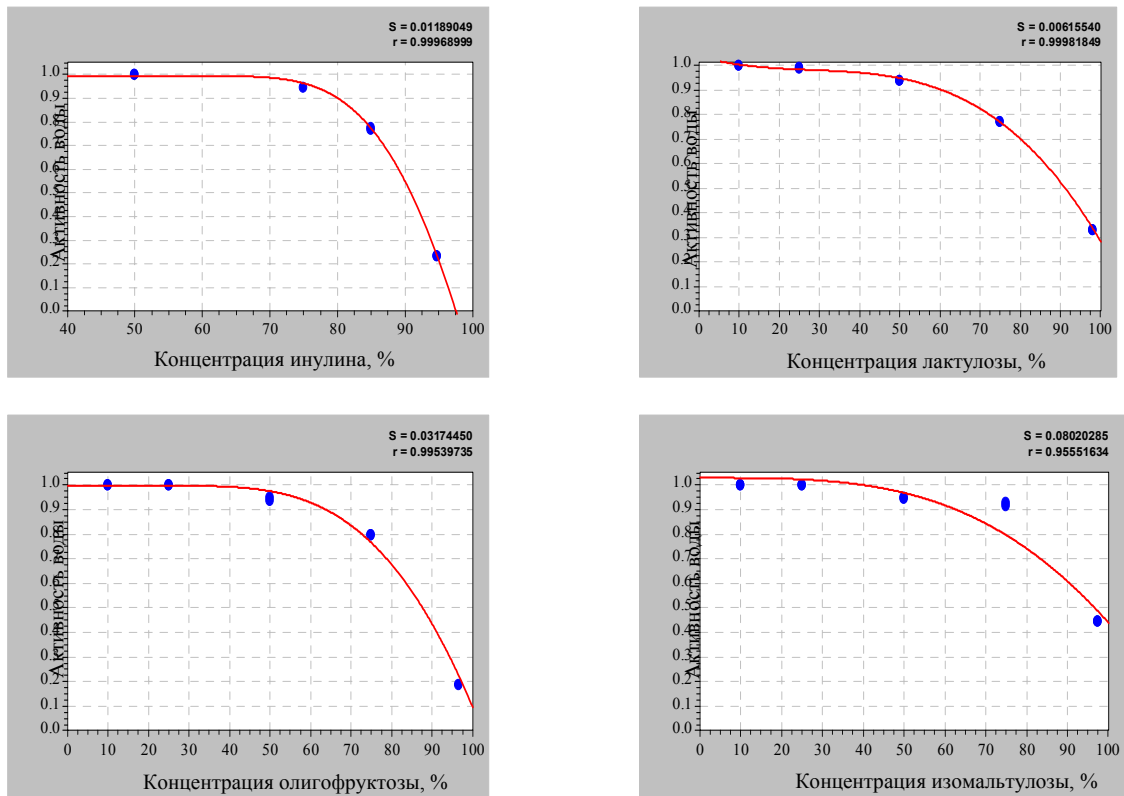 S = 0.01189049
r = 0.99968999
1.0
0.9
0.8
0.7
0.6
0.5
0.4
0.3
0.2
0.1
0.0
Активность воды
40 50 60 70 80 90 100
Концентрация инулина, %
S = 0.00615540
r = 0.99981849
1.0
0.9
0.8
0.7
0.6
0.5
0.4
0.3
0.2
0.1
0.0
Активность воды
0 10 20 30 40 50 60 70 80 90 100
Концентрация лактулозы, %
S = 0.03174450
r = 0.99539735
1.0
0.9
0.8
0.7
0.6
0.5
0.4
0.3
0.2
0.1
0.0
Активность воды
0 10 20 30 40 50 60 70 80 90 100
Концентрация олигофруктозы, %
S = 0.08020285
r = 0.95551634
1.0
0.9
0.8
0.7
0.6
0.5
0.4
0.3
0.2
0.1
0.0
Активность воды
0 10 20 30 40 50 60 70 80 90 100
Концентрация изомальтулозы, %